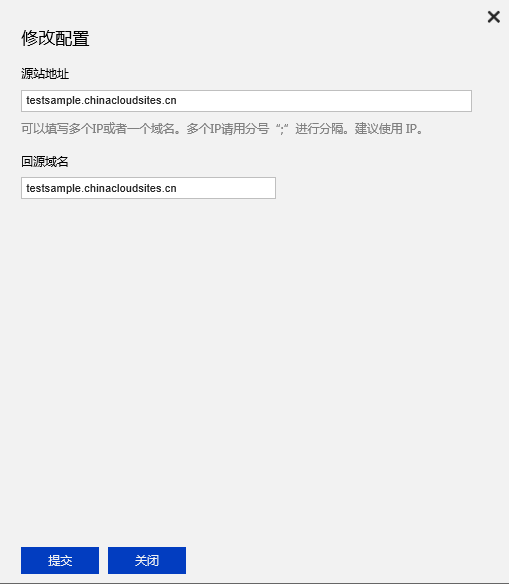 修改配置
源站地址
testsample.chinacloudsites.cn
可以填写多个IP或者一个域名。多个IP请用分号“;”进行分隔。建议使用 IP。
回源域名
testsample.chinacloudsites.cn
提交 关闭